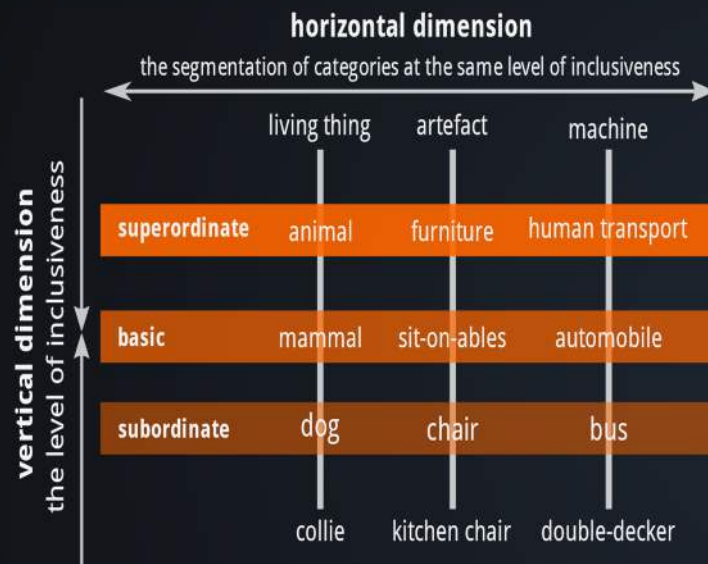 horizontal dimension
the segmentation of categories at the same level of inclusiveness
vertical dimension
the level of inclusiveness
living thing artefact machine
superordinate animal furniture human transport
basic mammal sit-on-ables automobile
subordinate dog chair bus
collie kitchen chair double-decker